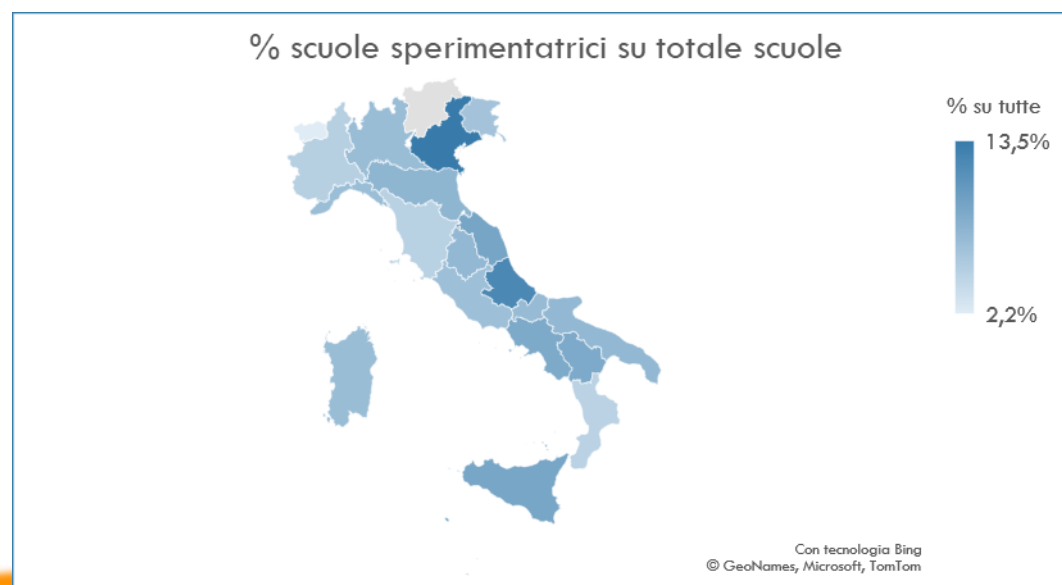 % scuole sperimentatrici su totale scuole
% su tutte
13,5%
2,2%
Con tecnologia Bing
© GeoNames, Microsoft, TomTom